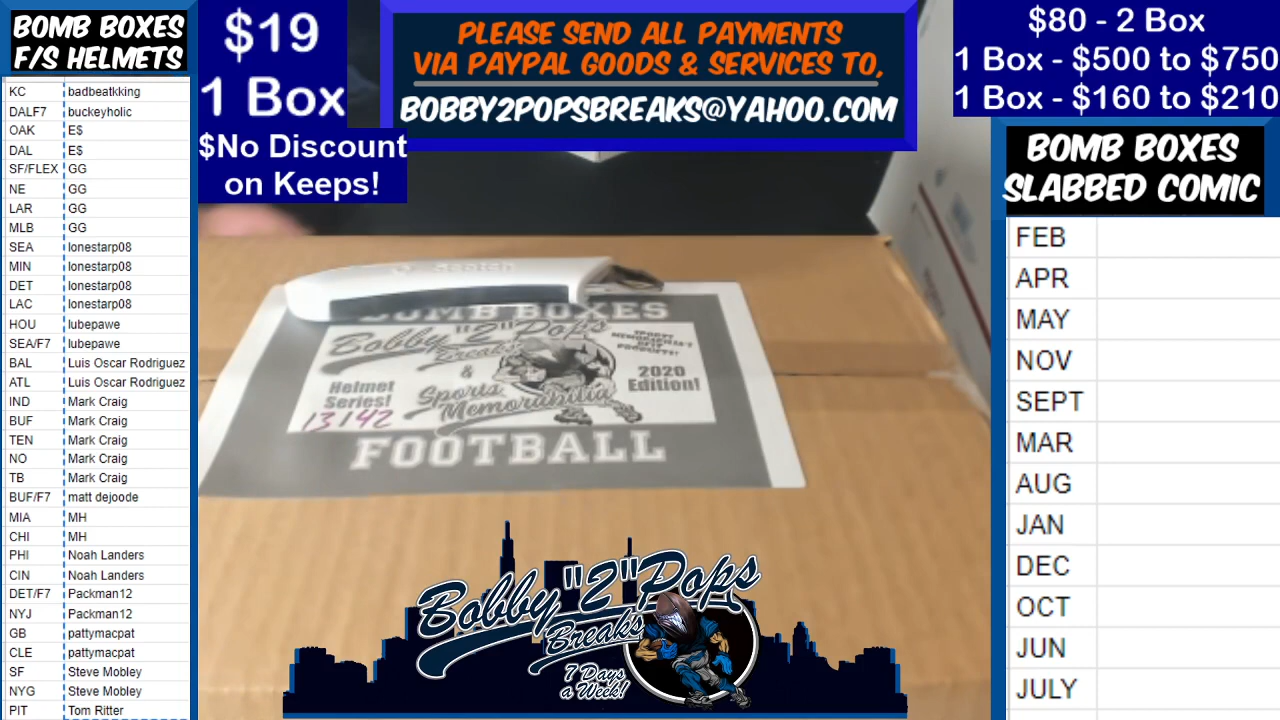 BOMB BOXES
F/S HELMETS
KC badbeatkking
DALF7 buckeyholic
OAK E$
DAL E$
SF/FLEX GG
NE GG
LAR GG
MLB GG
SEA lonestarp08
MIN lonestarp08
DET lonestarp08
LAC lonestarp08
HOU lubepawe
SEA/F7 lubepawe
BAL Luis Oscar Rodriguez
ATL Luis Oscar Rodriguez
IND Mark Craig
BUF Mark Craig
TEN Mark Craig
NO Mark Craig
TB Mark Craig
BUF/F7 matt dejoode
MIA MH
CHI MH
PHI Noah Landers
CIN Noah Landers
DET/F7 Packman12
NYJ Packman12
GB pattymacpat
CLE pattymacpat
SF Steve Mobley
NYG Steve Mobley
PIT Tom Ritter
$19
1 Box
$No Discount
on Keeps!
PLEASE SEND ALL PAYMENTS
VIA PAYPAL GOODS & SERVICES TO,
BOBBY2POPSBREAKS@YAHOO.COM
$80 - 2 Box
1 Box - $500 to $750
1 Box - $160 to $210
BOMB BOXES
SLABBED COMIC
FEB
APR
MAY
NOV
SEPT
MAR
AUG
JAN
DEC
OCT
JUN
JULY
Scotch
BOMB BOXES
Bobby "2" Pops
Breaks
&
Sports
Memorabilia
SPORTS
MEMORABILIA'S
BEST
PRODUCTS!
Helmet
Series!
13142
2020
Edition!
FOOTBALL
Bobby "2" Pops
Breaks
7 Days
a Week!